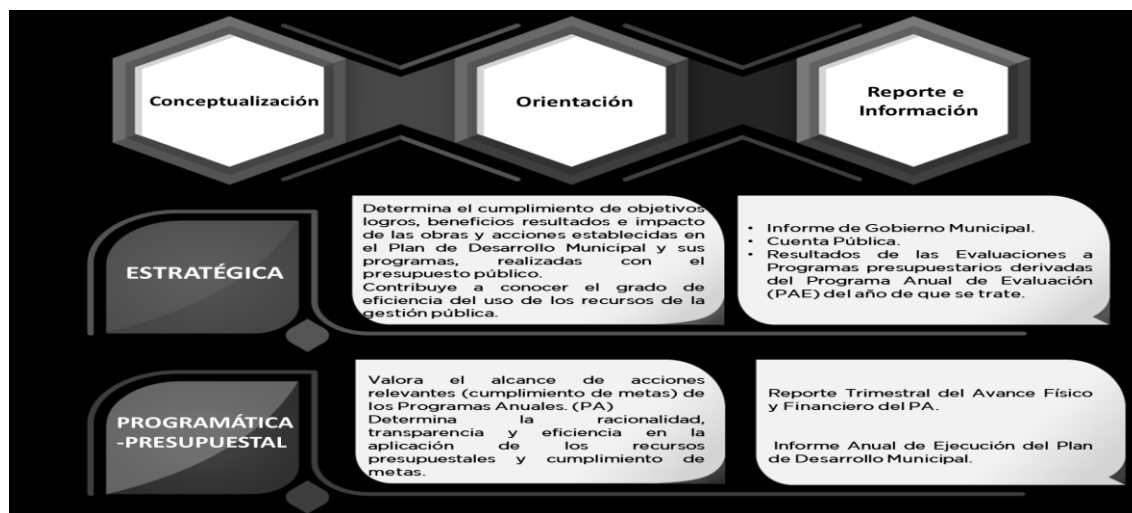 Conceptualización
Orientación
Reporte e
Información
ESTRATÉGICA
Determina el cumplimiento de objetivos
logros, beneficios resultados e impacto
de las obras y acciones establecidas en
el Plan de Desarrollo Municipal y sus
programas, realizadas con el
presupuesto público.
Contribuye a conocer el grado de
eficiencia del uso de los recursos de la
gestión pública.
• Informe de Gobierno Municipal.
• Cuenta Pública.
• Resultados de las Evaluaciones a
Programas presupuestarios derivadas
del Programa Anual de Evaluación
(PAE) del año de que se trate.
PROGRAMÁTICA
-PRESUPUESTAL
Valora el alcance de acciones
relevantes (cumplimiento de metas) de
los Programas Anuales. (PA)
Determina la racionalidad,
transparencia y eficiencia en la
aplicación de los recursos
presupuestales y cumplimiento de
metas.
Reporte Trimestral del Avance Físico
y Financiero del PA.
Informe Anual de Ejecución del Plan
de Desarrollo Municipal.